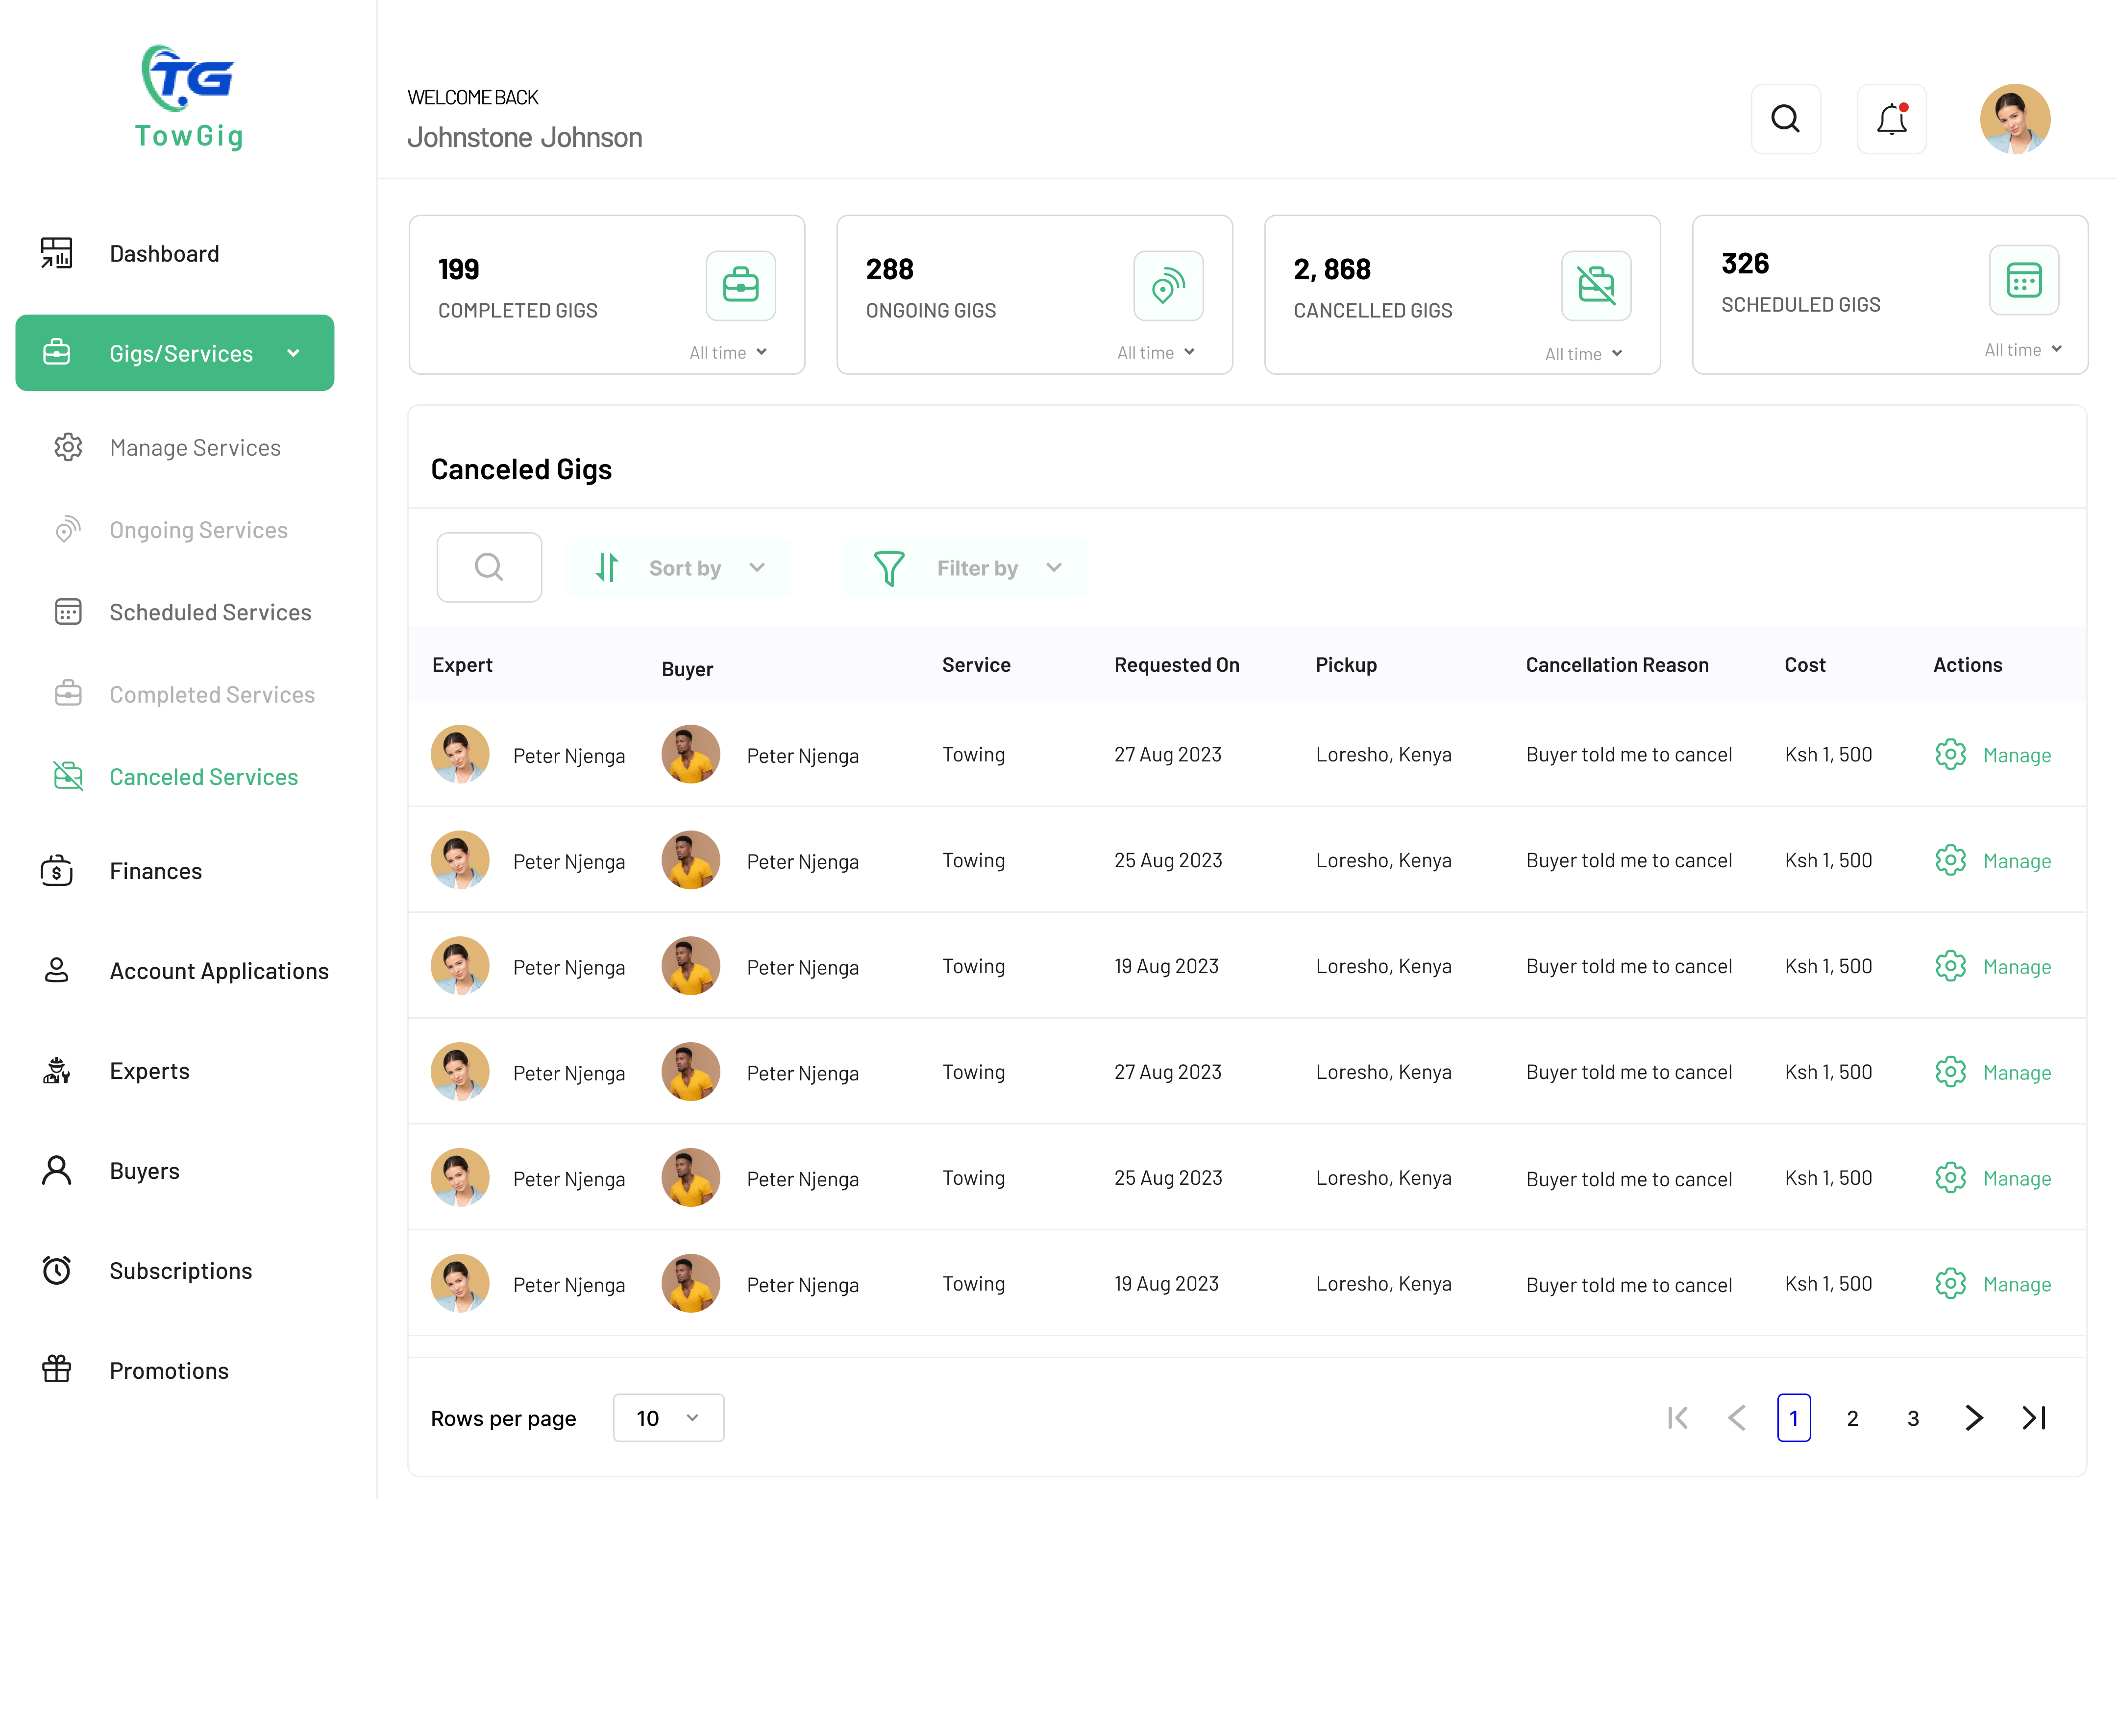 TG
TowGig
WELCOME BACK
Johnstone Johnson
Dashboard
Gigs/Services
Manage Services
Ongoing Services
Scheduled Services
Completed Services
Canceled Services
Finances
Account Applications
Experts
Buyers
Subscriptions
Promotions
199
COMPLETED GIGS
All time
288
ONGOING GIGS
All time
2, 868
CANCELLED GIGS
All time
326
SCHEDULED GIGS
All time
Canceled Gigs
Sort by Filter by
Expert Buyer Service Requested On Pickup Cancellation Reason Cost Actions
Peter Njenga Peter Njenga Towing 27 Aug 2023 Loresho, Kenya Buyer told me to cancel Ksh 1, 500 Manage
Peter Njenga Peter Njenga Towing 25 Aug 2023 Loresho, Kenya Buyer told me to cancel Ksh 1, 500 Manage
Peter Njenga Peter Njenga Towing 19 Aug 2023 Loresho, Kenya Buyer told me to cancel Ksh 1, 500 Manage
Peter Njenga Peter Njenga Towing 27 Aug 2023 Loresho, Kenya Buyer told me to cancel Ksh 1, 500 Manage
Peter Njenga Peter Njenga Towing 25 Aug 2023 Loresho, Kenya Buyer told me to cancel Ksh 1, 500 Manage
Peter Njenga Peter Njenga Towing 19 Aug 2023 Loresho, Kenya Buyer told me to cancel Ksh 1, 500 Manage
Rows per page 10 1 2 3